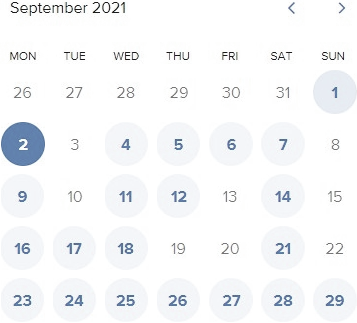 September 2021
MON TUE WED THU FRI SAT SUN
26 27 28 29 30 31 1
2 3 4 5 6 7 8
9 10 11 12 13 14 15
16 17 18 19 20 21 22
23 24 25 26 27 28 29